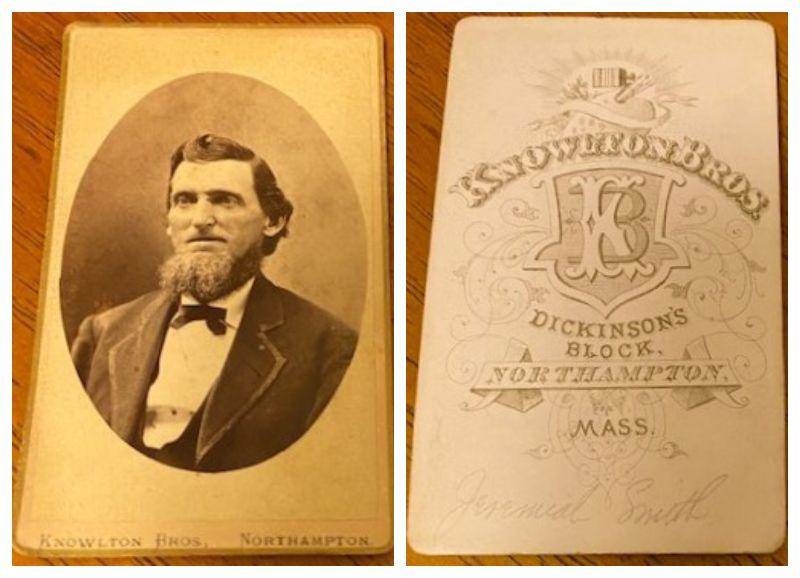 KNOWLTON BROS, NORTHAMPTON.
KNOWLTON BROS.
KB
DICKINSON'S
BLOCK,
NORTHAMPTON,
MASS.
Jeremiah Smith